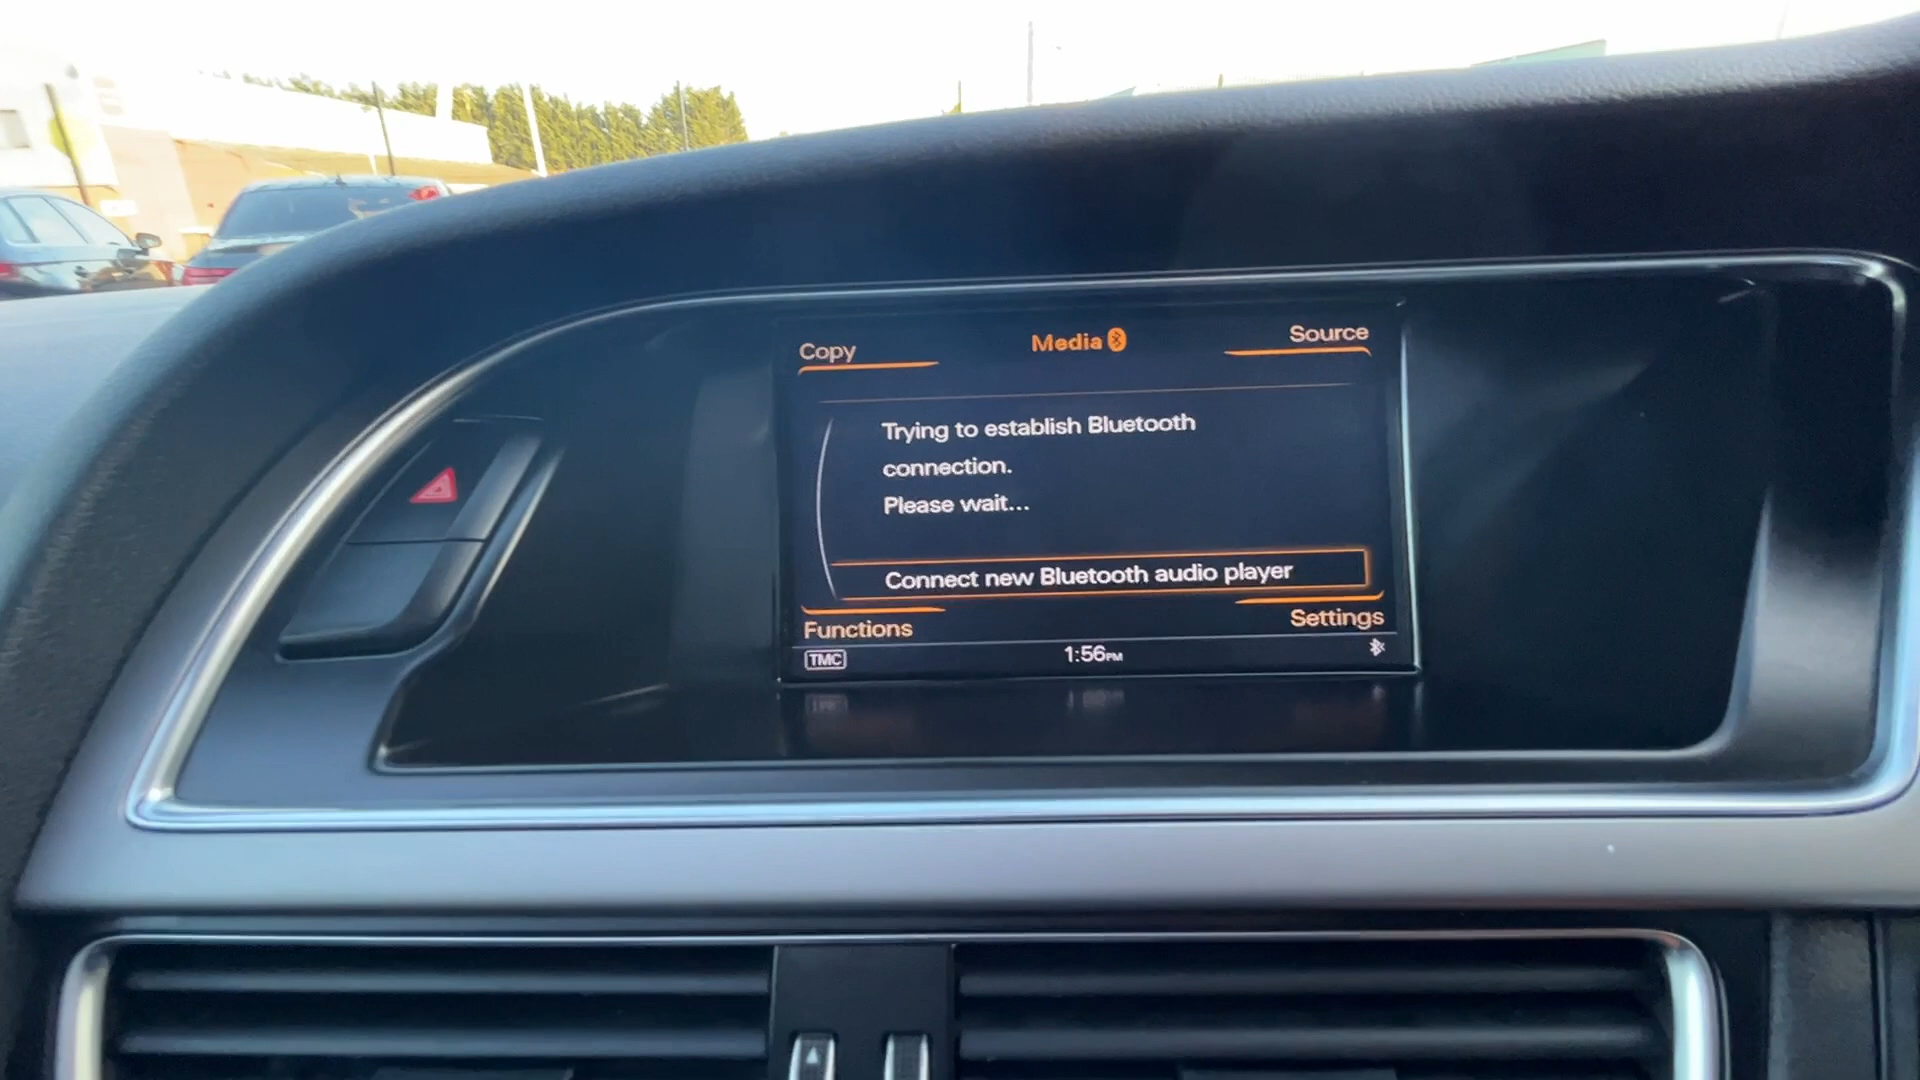 Copy Media Source
Trying to establish Bluetooth
connection.
Please wait...
Connect new Bluetooth audio player
Functions Settings
TMC 1:56PM